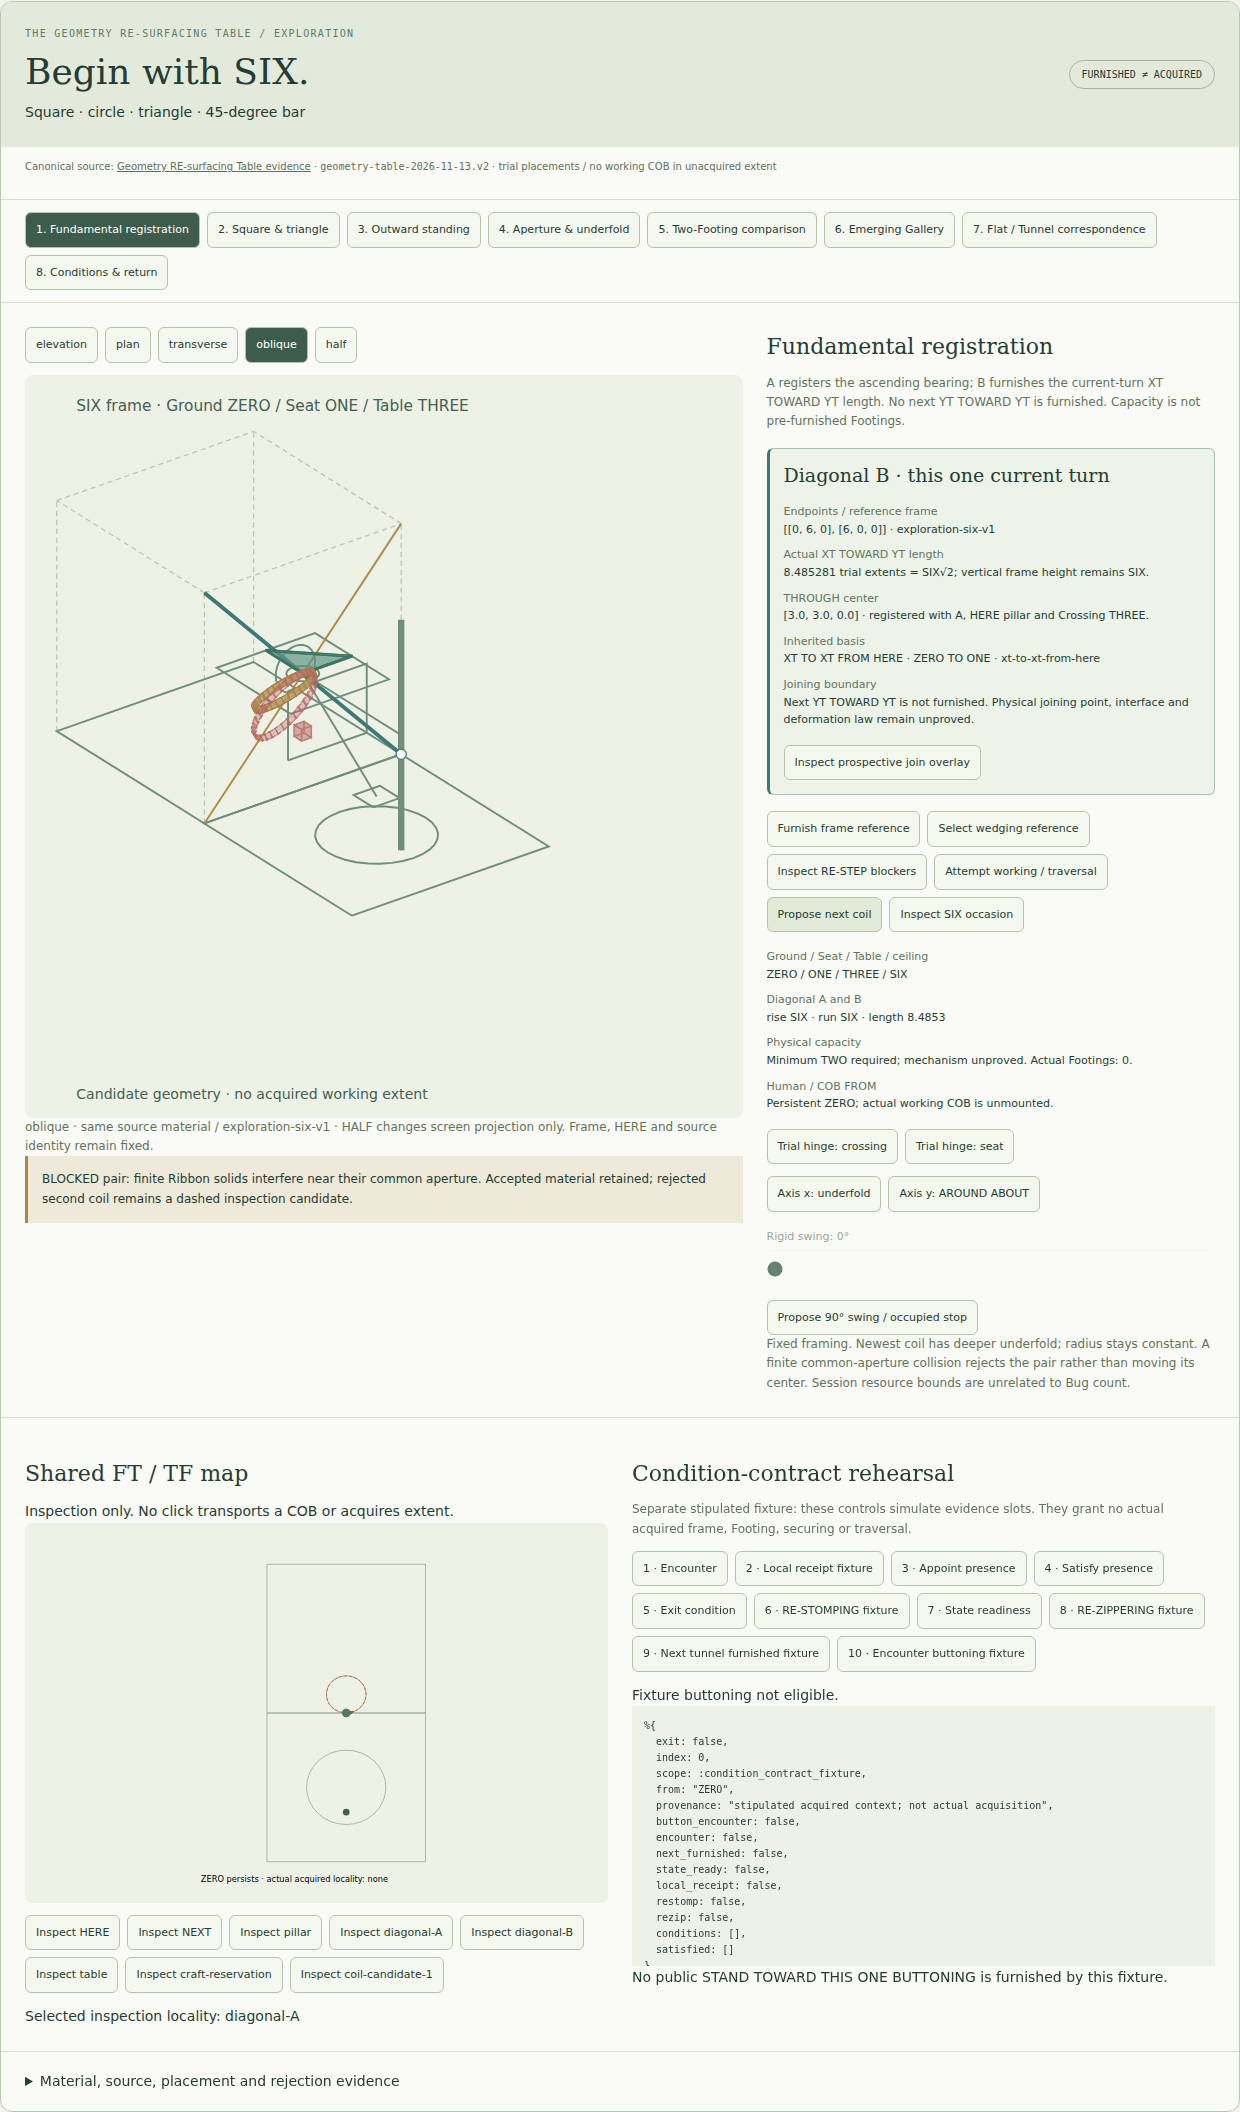 THE GEOMETRY RE-SURFACING TABLE / EXPLORATION
Begin with SIX.
FURNISHED ≠ ACQUIRED
Square · circle · triangle · 45-degree bar
Canonical source: Geometry RE-surfacing Table evidence · geometry-table-2026-11-13.v2 · trial placements / no working COB in unacquired extent
1. Fundamental registration
2. Square & triangle
3. Outward standing
4. Aperture & underfold
5. Two-Footing comparison
6. Emerging Gallery
7. Flat / Tunnel correspondence
8. Conditions & return
elevation
plan
transverse
oblique
half
SIX frame · Ground ZERO / Seat ONE / Table THREE
Candidate geometry · no acquired working extent
oblique · same source material / exploration-six-v1 · HALF changes screen projection only. Frame, HERE and source
identity remain fixed.
BLOCKED pair: finite Ribbon solids interfere near their common aperture. Accepted material retained; rejected
second coil remains a dashed inspection candidate.
Fundamental registration
A registers the ascending bearing; B furnishes the current-turn XT
TOWARD YT length. No next YT TOWARD YT is furnished. Capacity is not
pre-furnished Footings.
Diagonal B · this one current turn
Endpoints / reference frame
[[0, 6, 0], [6, 0, 0]] · exploration-six-v1
Actual XT TOWARD YT length
8.485281 trial extents = SIX√2; vertical frame height remains SIX.
THROUGH center
[3.0, 3.0, 0.0] · registered with A, HERE pillar and Crossing THREE.
Inherited basis
XT TO XT FROM HERE · ZERO TO ONE · xt-to-xt-from-here
Joining boundary
Next YT TOWARD YT is not furnished. Physical joining point, interface and
deformation law remain unproved.
Inspect prospective join overlay
Furnish frame reference
Select wedging reference
Inspect RE-STEP blockers
Attempt working / traversal
Propose next coil
Inspect SIX occasion
Ground / Seat / Table / ceiling
ZERO / ONE / THREE / SIX
Diagonal A and B
rise SIX · run SIX · length 8.4853
Physical capacity
Minimum TWO required; mechanism unproved. Actual Footings: 0.
Human / COB FROM
Persistent ZERO; actual working COB is unmounted.
Trial hinge: crossing
Trial hinge: seat
Axis x: underfold
Axis y: AROUND ABOUT
Rigid swing: 0°
Propose 90° swing / occupied stop
Fixed framing. Newest coil has deeper underfold; radius stays constant. A
finite common-aperture collision rejects the pair rather than moving its
center. Session resource bounds are unrelated to Bug count.
Shared FT / TF map
Inspection only. No click transports a COB or acquires extent.
ZERO persists · actual acquired locality: none
Inspect HERE
Inspect NEXT
Inspect pillar
Inspect diagonal-A
Inspect diagonal-B
Inspect table
Inspect craft-reservation
Inspect coil-candidate-1
Selected inspection locality: diagonal-A
Condition-contract rehearsal
Separate stipulated fixture: these controls simulate evidence slots. They grant no actual
acquired frame, Footing, securing or traversal.
1 · Encounter
2 · Local receipt fixture
3 · Appoint presence
4 · Satisfy presence
5 · Exit condition
6 · RE-STOMPING fixture
7 · State readiness
8 · RE-ZIPPERING fixture
9 · Next tunnel furnished fixture
10 · Encounter buttoning fixture
Fixture buttoning not eligible.
%{
exit: false,
index: 0,
scope: :condition_contract_fixture,
from: "ZERO",
provenance: "stipulated acquired context; not actual acquisition",
button_encounter: false,
encounter: false,
next_furnished: false,
state_ready: false,
local_receipt: false,
restomp: false,
rezip: false,
conditions: [],
satisfied: []
}
No public STAND TOWARD THIS ONE BUTTONING is furnished by this fixture.
Material, source, placement and rejection evidence